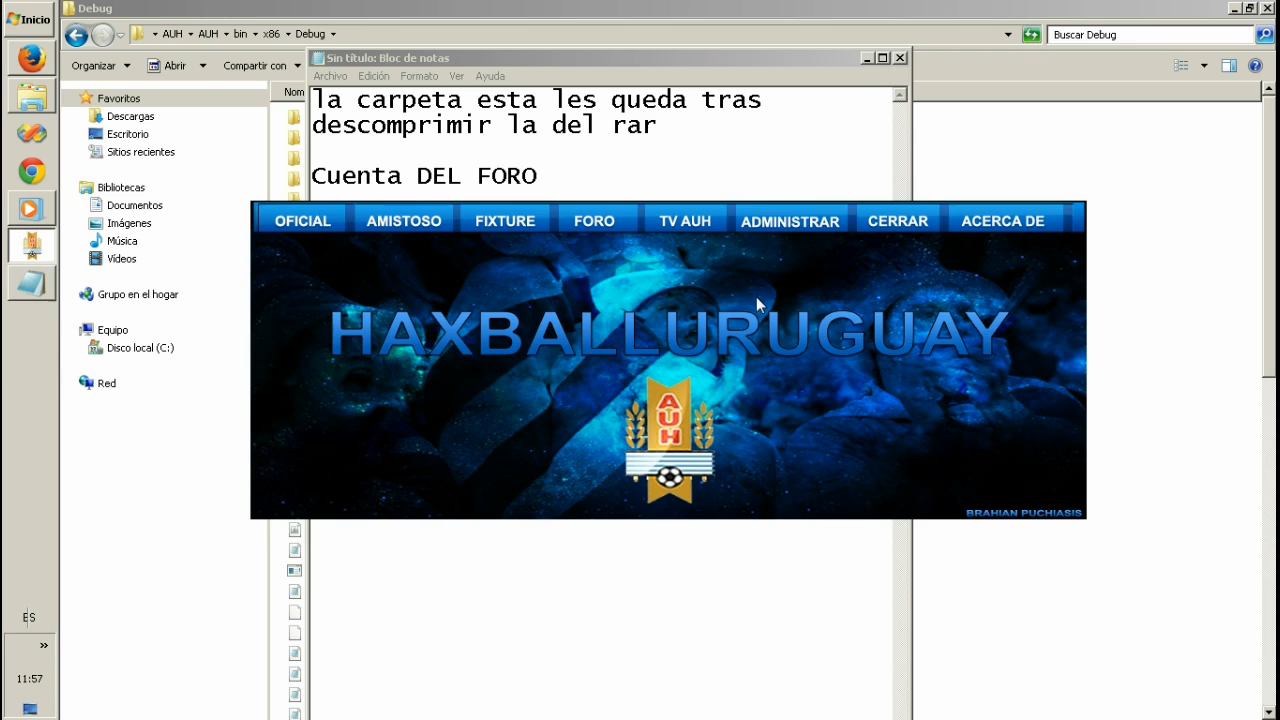 Inicio
Debug
AUH
AUH
bin
x86
Debug
Buscar Debug
Organizar
Abrir
Compartir con
Sin título: Bloc de notas
Archivo Edición Formato Ver Ayuda
la carpeta esta les queda tras
descomprimir la del rar
Cuenta DEL FORO
Nom
Favoritos
Descargas
Escritorio
Sitios recientes
Bibliotecas
Documentos
Imágenes
Música
Vídeos
Grupo en el hogar
Equipo
Disco local (C:)
Red
OFICIAL AMISTOSO FIXTURE FORO TV AUH ADMINISTRAR CERRAR ACERCA DE
HAXBALLURUGUAY
AUH
BRAHIAN PUCHIASIS
ES
11:57